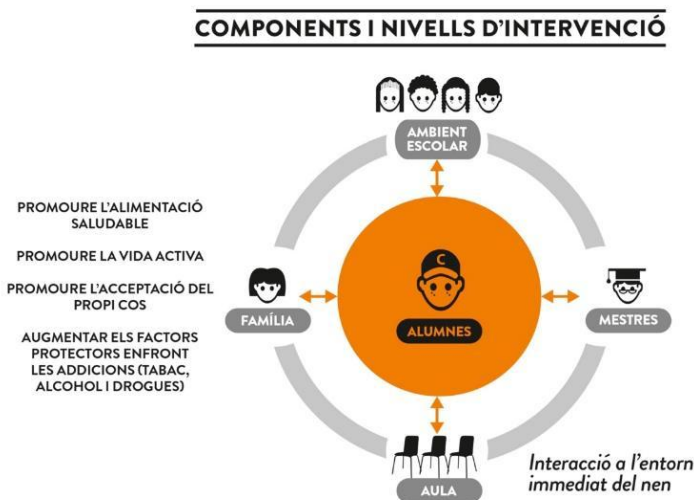 COMPONENTS I NIVELLS D'INTERVENCIÓ
AMBIENT
ESCOLAR
PROMOURE L'ALIMENTACIÓ
SALUDABLE
PROMOURE LA VIDA ACTIVA
PROMOURE L'ACCEPTACIÓ DEL
PROPI COS
AUGMENTAR ELS FACTORS
PROTECTORS ENFRONT
LES ADDICIONS (TABAC,
ALCOHOL I DROGUES)
FAMÍLIA
C
ALUMNES
MESTRES
AULA
Interacció a l'entorn
immediat del nen